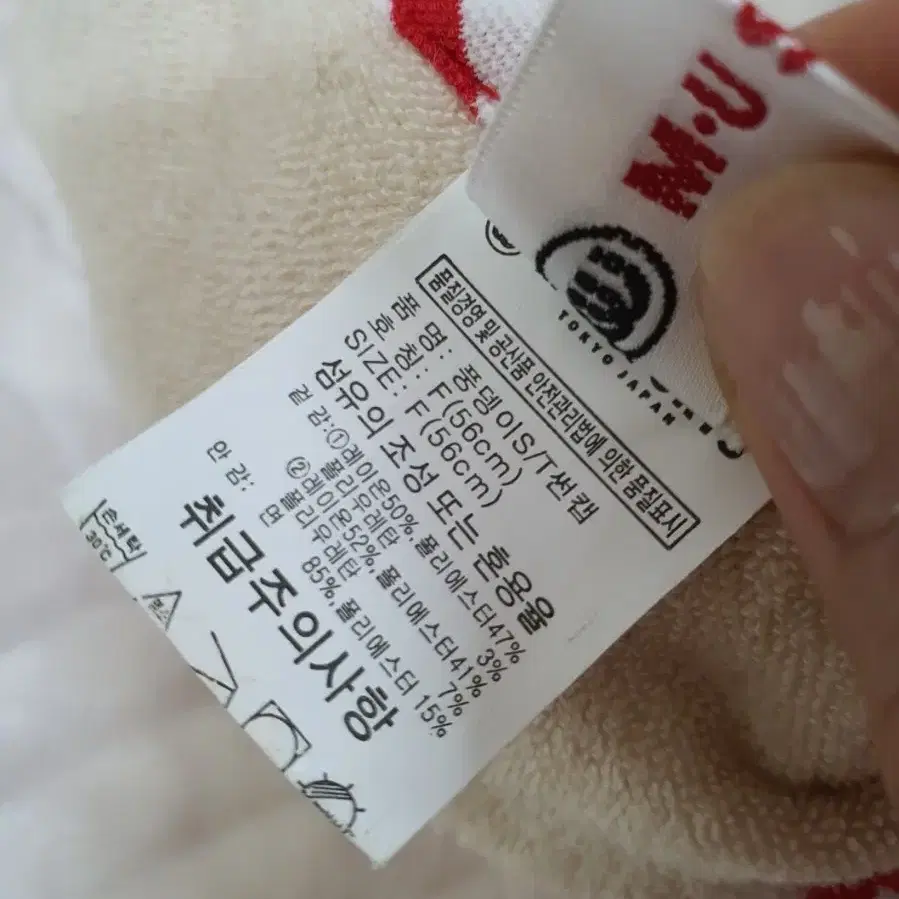 M·U
TOKYO JAPAN
품질경영 및 공산품 안전관리법에 의한 품질표시
품 명: 풍뎅이S/T썬캡
호 칭: F(56cm)
SIZE: F(56cm)
섬유의 조성 또는 혼용율
겉 감:①레이온50%, 폴리에스터47%
폴리우레탄 3%
②레이온52%, 폴리에스터41%
폴리우레탄 7%
안 감: 면 85%, 폴리에스터 15%
취급주의사항
손세탁
30℃
염소